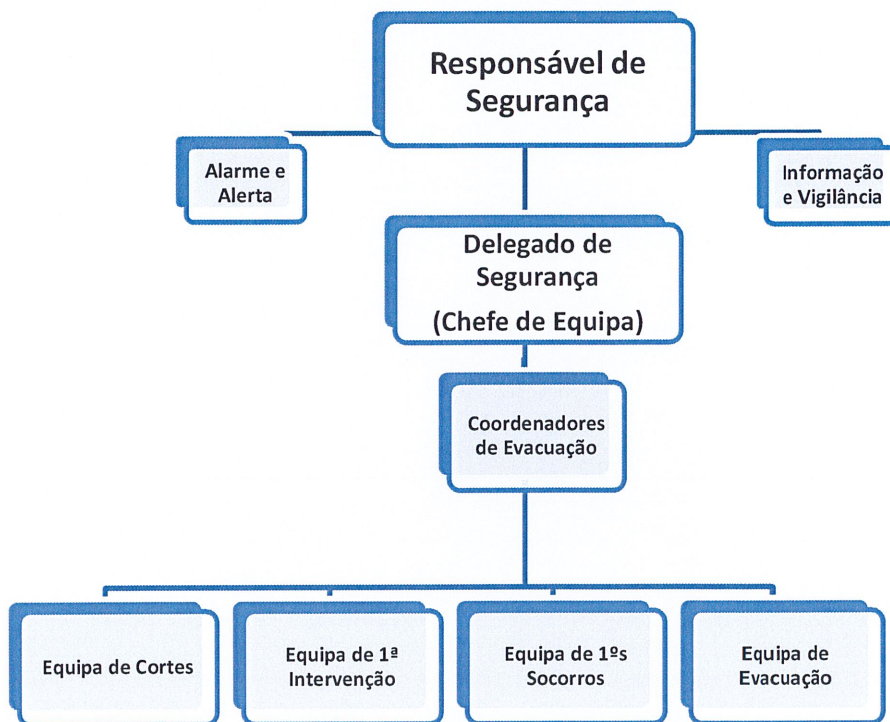 Responsável de
Segurança
Alarme e
Alerta
Informação
e Vigilância
Delegado de
Segurança
(Chefe de Equipa)
Coordenadores
de Evacuação
Equipa de Cortes
Equipa de 1ª
Intervenção
Equipa de 1ºs
Socorros
Equipa de
Evacuação